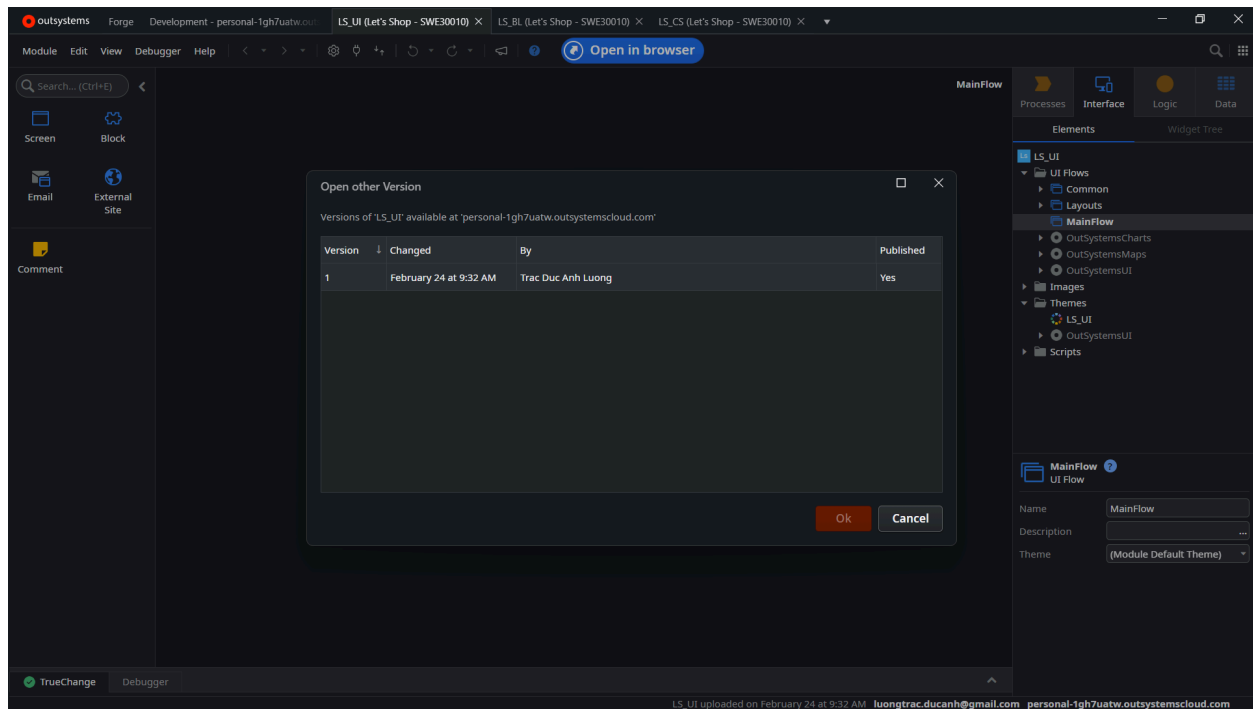 outsystems Forge Development - personal-1gh7uatw.out LS_UI (Let's Shop - SWE30010) LS_BL (Let's Shop - SWE30010) LS_CS (Let's Shop - SWE30010)
Module Edit View Debugger Help Open in browser
Search... (Ctrl+E)
MainFlow
Processes Interface Logic Data
Screen Block
Elements Widget Tree
Email External Site
Comment
LS_UI
UI Flows
Common
Layouts
MainFlow
OutSystemsCharts
OutSystemsMaps
OutSystemsUI
Images
Themes
LS_UI
OutSystemsUI
Scripts
Open other Version
Versions of 'LS_UI' available at 'personal-1gh7uatw.outsystemscloud.com'
Version Changed By Published
1 February 24 at 9:32 AM Trac Duc Anh Luong Yes
Ok Cancel
MainFlow ?
UI Flow
Name MainFlow
Description ...
Theme (Module Default Theme)
TrueChange Debugger
LS_UI uploaded on February 24 at 9:32 AM luongtrac.ducanh@gmail.com personal-1gh7uatw.outsystemscloud.com